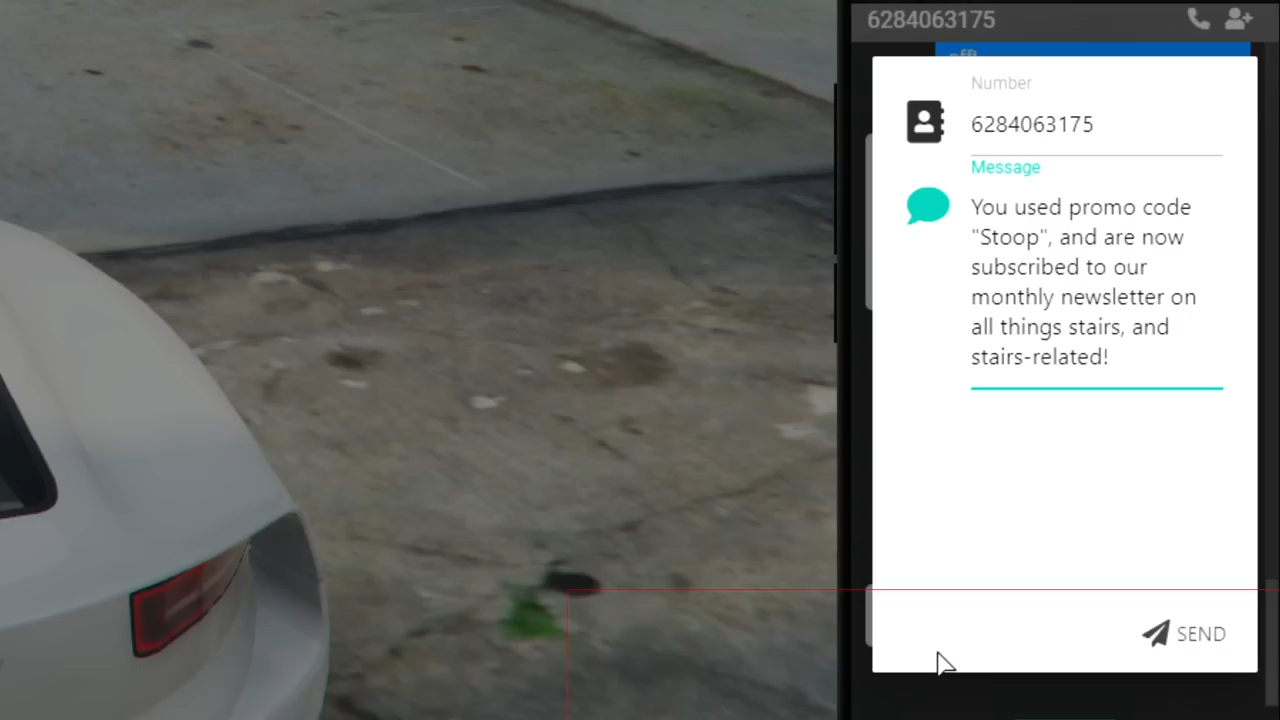 6284063175
Number
6284063175
Message
You used promo code
"Stoop", and are now
subscribed to our
monthly newsletter on
all things stairs, and
stairs-related!
SEND